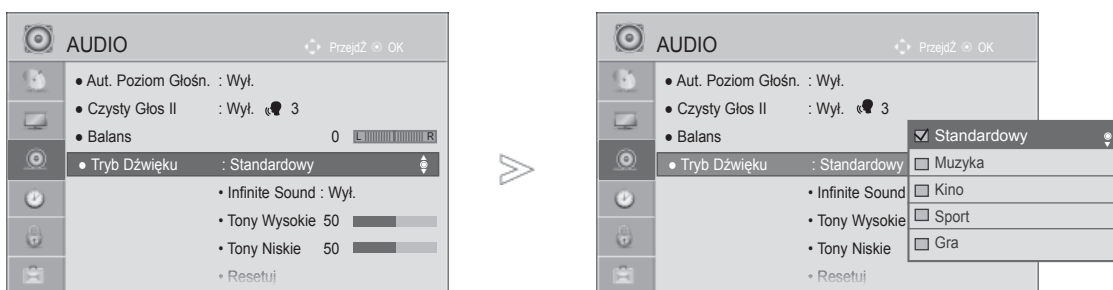 AUDIO
PrzejdŹ OK
● Aut. Poziom Głośn. : Wył.
● Czysty Głos II : Wył. 3
● Balans 0 L R
● Tryb Dźwięku : Standardowy
• Infinite Sound : Wył.
• Tony Wysokie 50
• Tony Niskie 50
• Resetuj
AUDIO
PrzejdŹ OK
● Aut. Poziom Głośn. : Wył.
● Czysty Głos II : Wył. 3
● Balans
● Tryb Dźwięku : Standardowy
• Infinite Sound
• Tony Wysokie
• Tony Niskie
• Resetuj
Standardowy
Muzyka
Kino
Sport
Gra